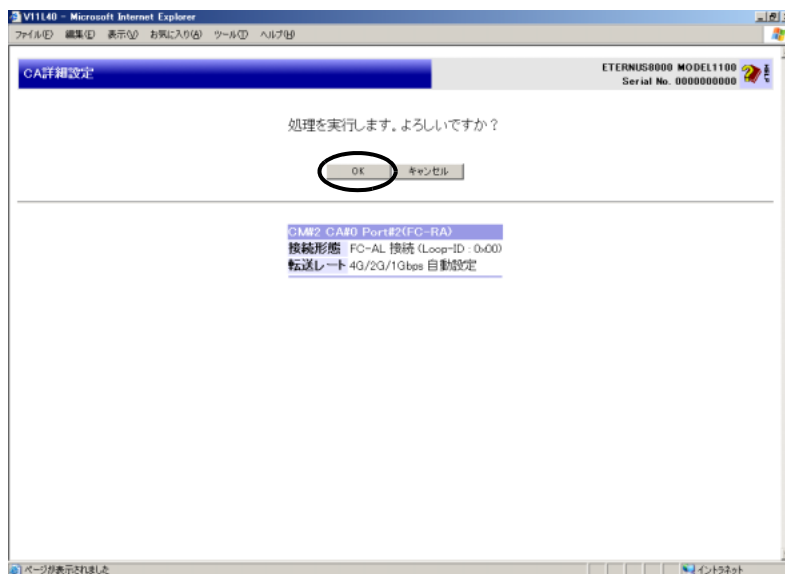 V11L40 - Microsoft Internet Explorer
ファイル(F) 編集(E) 表示(V) お気に入り(A) ツール(T) ヘルプ(H)
CA詳細設定
ETERNUS8000 MODEL1100
Serial No. 0000000000
HELP
処理を実行します。よろしいですか？
OK キャンセル
CM#2 CA#0 Port#2(FC-RA)
接続形態 FC-AL 接続 (Loop-ID : 0x00)
転送レート 4G/2G/1Gbps 自動設定
ページが表示されました イントラネット